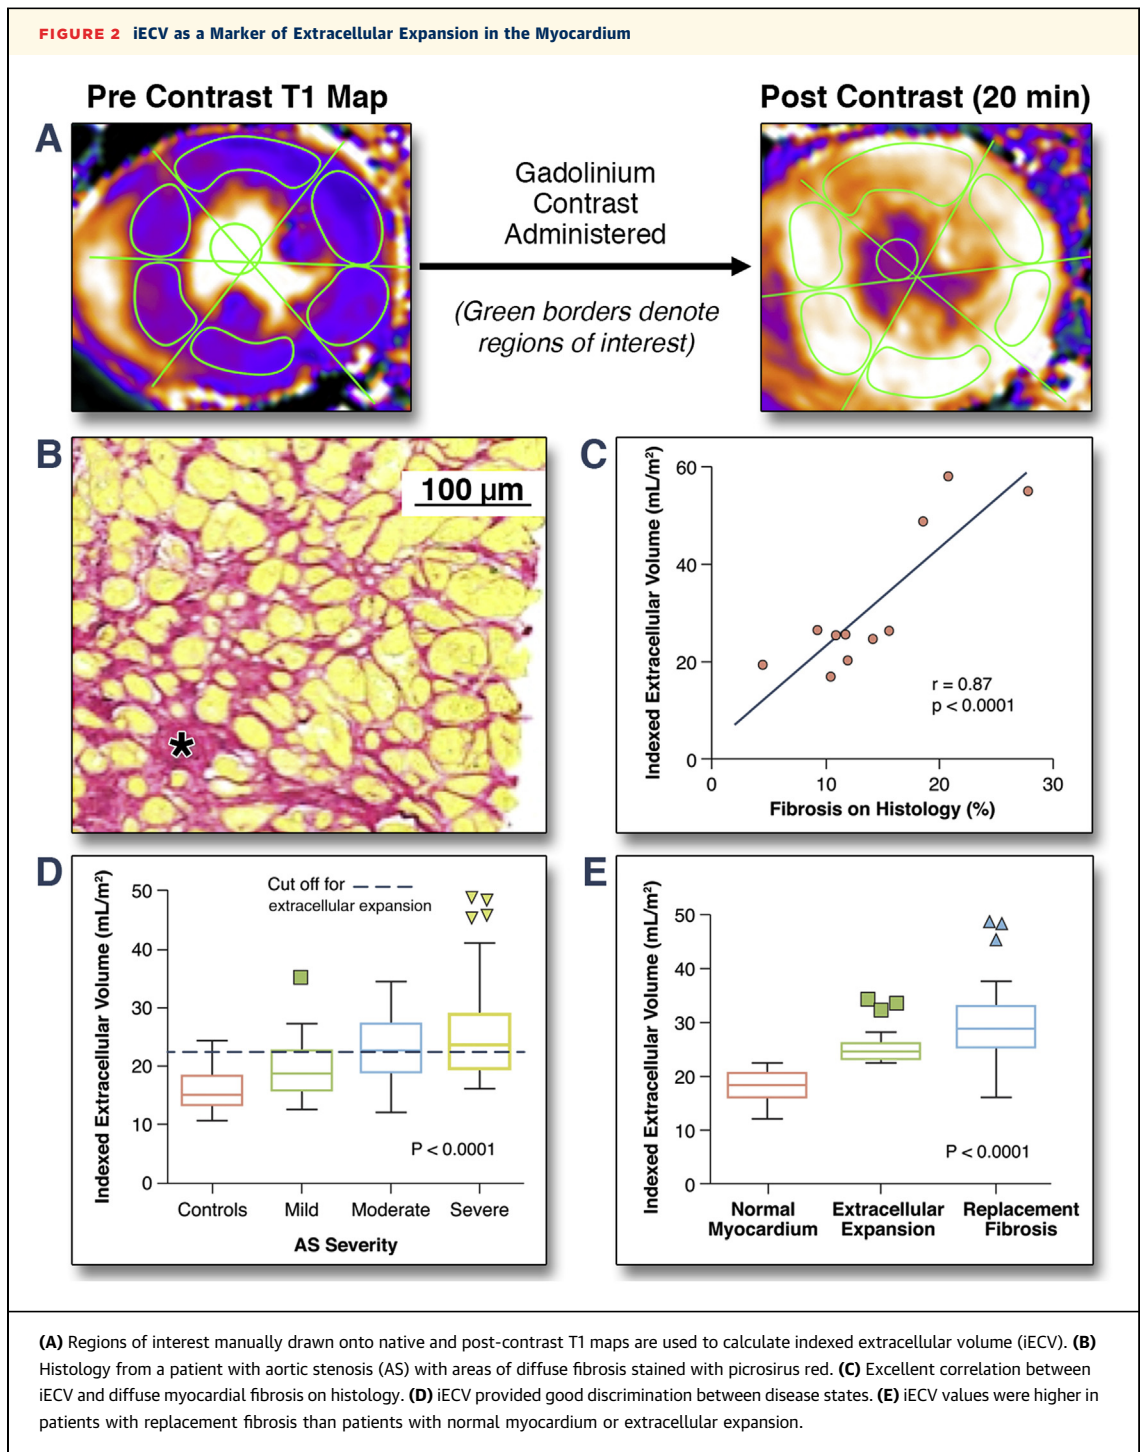 FIGURE 2 iECV as a Marker of Extracellular Expansion in the Myocardium
Pre Contrast T1 Map
Post Contrast (20 min)
A
Gadolinium
Contrast
Administered
(Green borders denote
regions of interest)
B
100 µm
*
C
Indexed Extracellular Volume (mL/m²)
60
40
20
0
0
10
20
30
r = 0.87
p < 0.0001
Fibrosis on Histology (%)
D
Indexed Extracellular Volume (mL/m²)
50
40
30
20
10
0
Cut off for
extracellular expansion
P < 0.0001
Controls
Mild
Moderate
Severe
AS Severity
E
Indexed Extracellular Volume (mL/m²)
50
40
30
20
10
0
P < 0.0001
Normal
Myocardium
Extracellular
Expansion
Replacement
Fibrosis
(A) Regions of interest manually drawn onto native and post-contrast T1 maps are used to calculate indexed extracellular volume (iECV). (B)
Histology from a patient with aortic stenosis (AS) with areas of diffuse fibrosis stained with picrosirus red. (C) Excellent correlation between
iECV and diffuse myocardial fibrosis on histology. (D) iECV provided good discrimination between disease states. (E) iECV values were higher in
patients with replacement fibrosis than patients with normal myocardium or extracellular expansion.